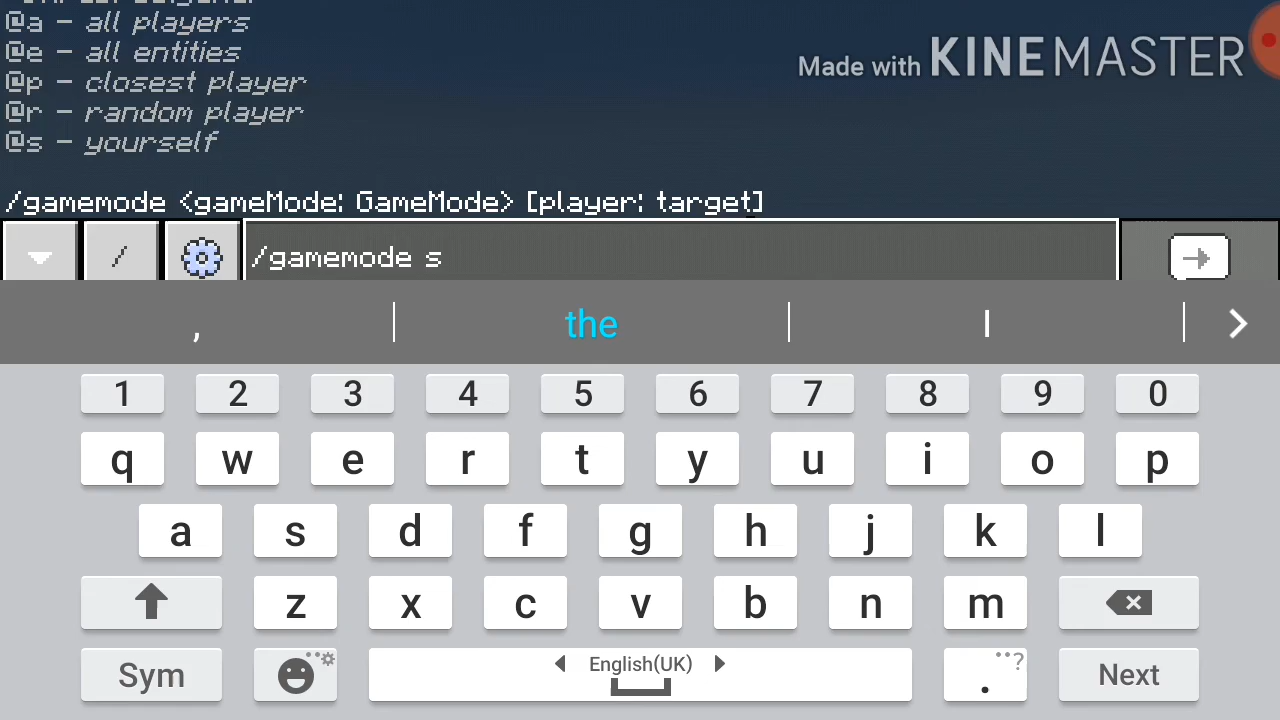 @a - all players
@e - all entities
@p - closest player
@r - random player
@s - yourself
Made with KINEMASTER
/gamemode <gameMode: GameMode> [player: target]
/
/gamemode s
, the I
1 2 3 4 5 6 7 8 9 0
q w e r t y u i o p
a s d f g h j k l
z x c v b n m
Sym English(UK) . ? Next